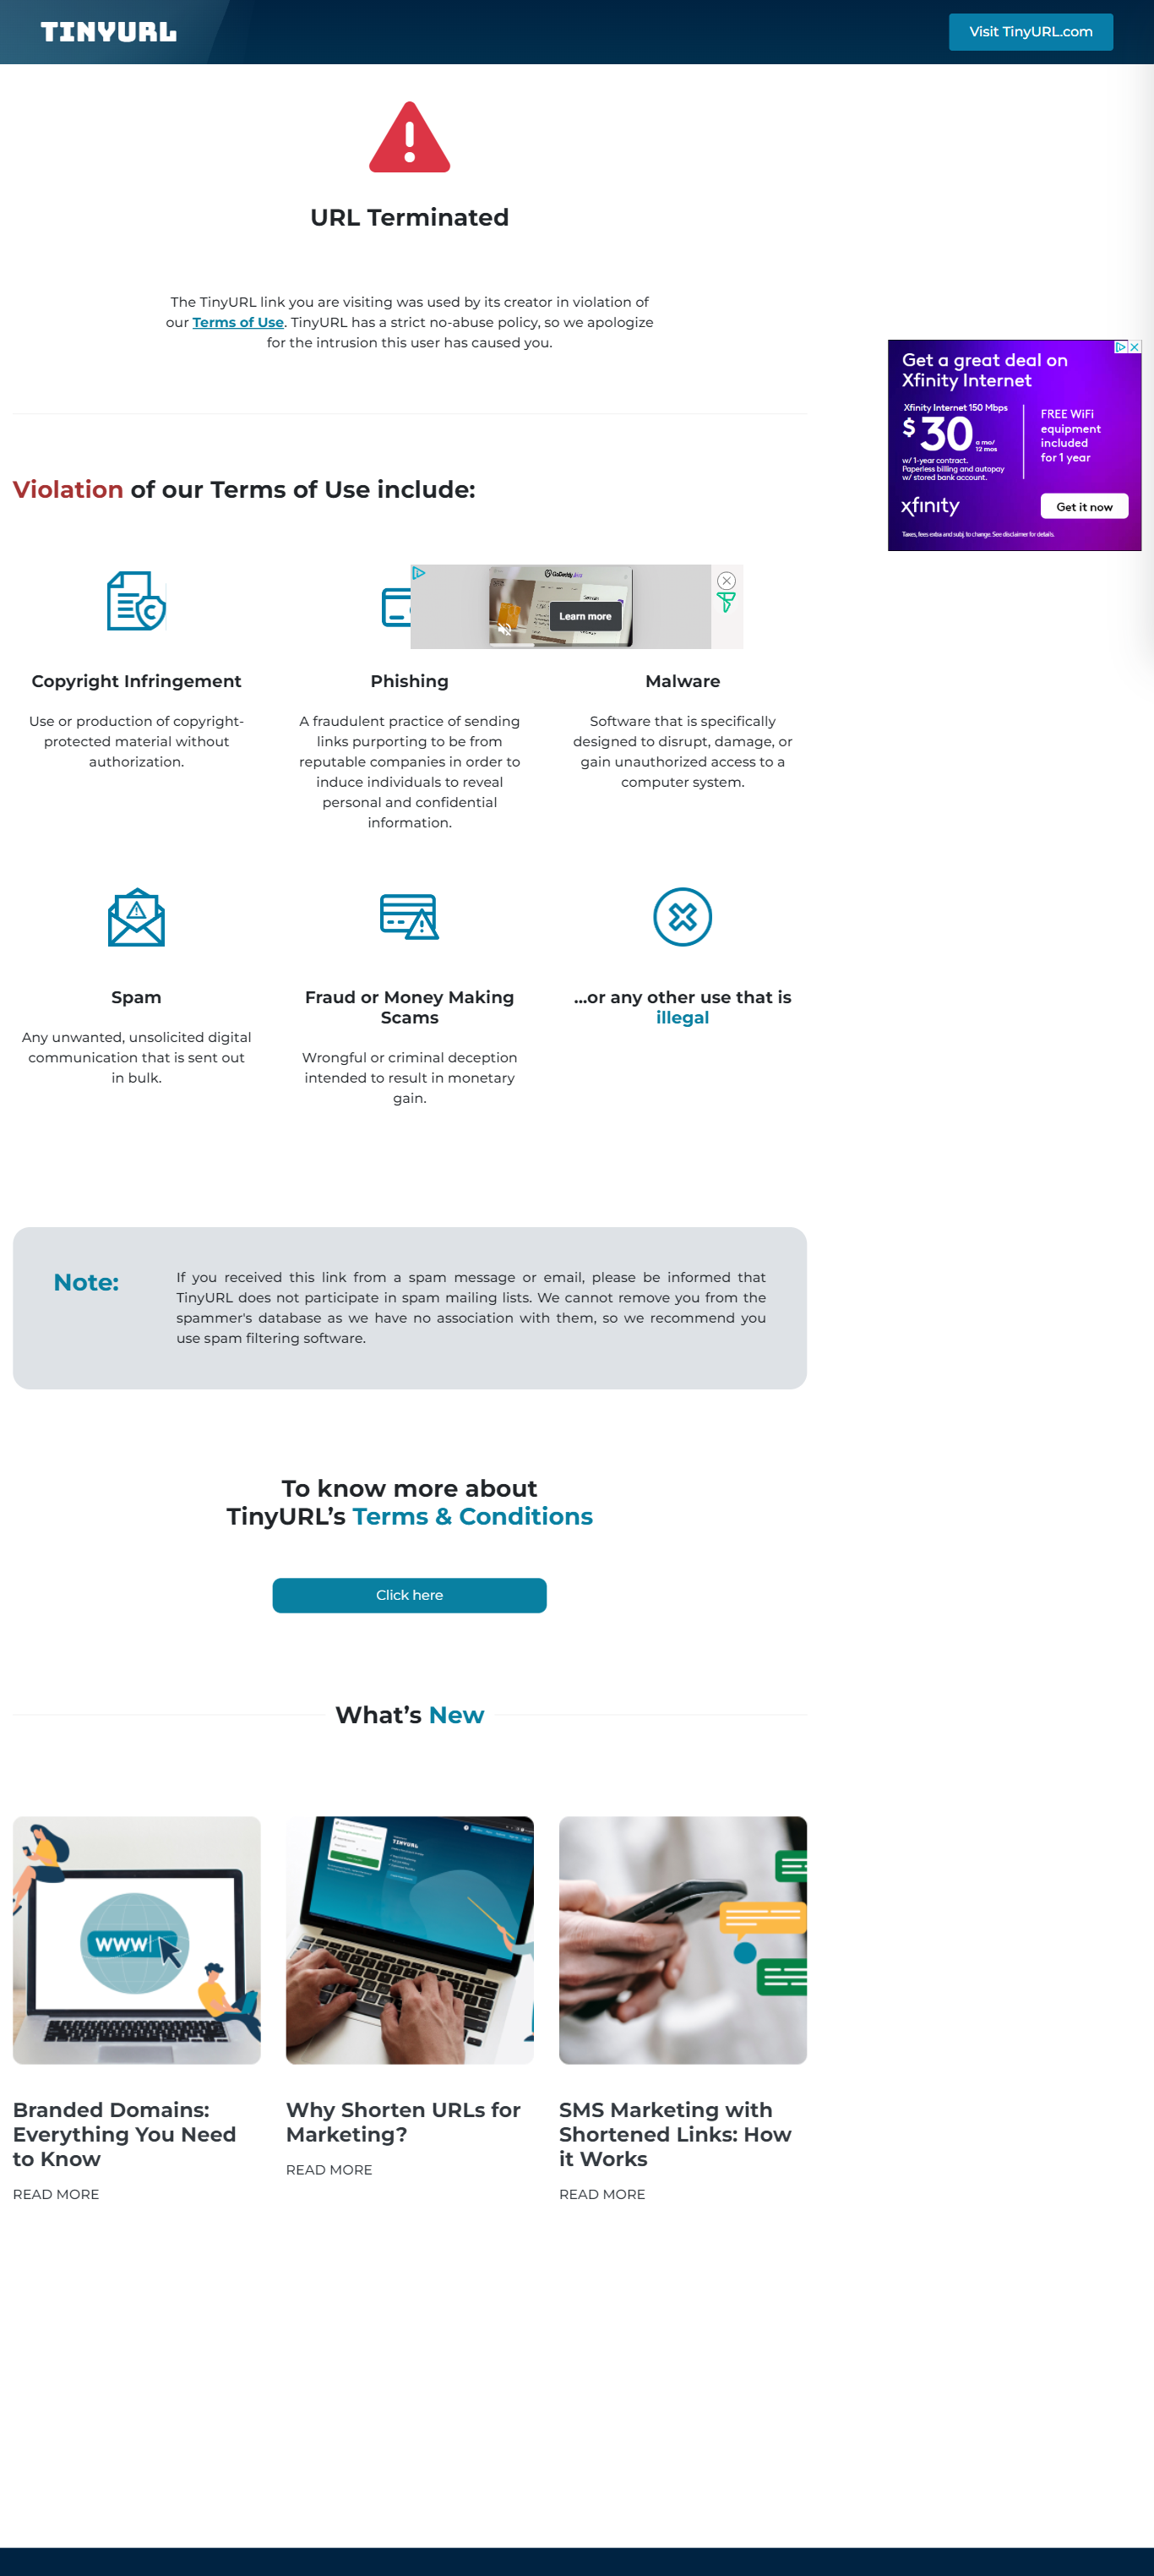 TINYURL
Visit TinyURL.com
URL Terminated
The TinyURL link you are visiting was used by its creator in violation of
our Terms of Use. TinyURL has a strict no-abuse policy, so we apologize
for the intrusion this user has caused you.
Get a great deal on
Xfinity Internet
Xfinity Internet 150 Mbps
$30 a mo/
12 mos
w/ 1-year contract.
Paperless billing and autopay
w/ stored bank account.
FREE WiFi
equipment
included
for 1 year
xfinity
Get it now
Taxes, fees extra and subj. to change. See disclaimer for details.
Violation of our Terms of Use include:
GoDaddy
Learn more
Copyright Infringement
Use or production of copyright-
protected material without
authorization.
Phishing
A fraudulent practice of sending
links purporting to be from
reputable companies in order to
induce individuals to reveal
personal and confidential
information.
Malware
Software that is specifically
designed to disrupt, damage, or
gain unauthorized access to a
computer system.
Spam
Any unwanted, unsolicited digital
communication that is sent out
in bulk.
Fraud or Money Making
Scams
Wrongful or criminal deception
intended to result in monetary
gain.
...or any other use that is
illegal
Note:
If you received this link from a spam message or email, please be informed that
TinyURL does not participate in spam mailing lists. We cannot remove you from the
spammer's database as we have no association with them, so we recommend you
use spam filtering software.
To know more about
TinyURL’s Terms & Conditions
Click here
What’s New
www
TINYURL
Branded Domains:
Everything You Need
to Know
READ MORE
Why Shorten URLs for
Marketing?
READ MORE
SMS Marketing with
Shortened Links: How
it Works
READ MORE